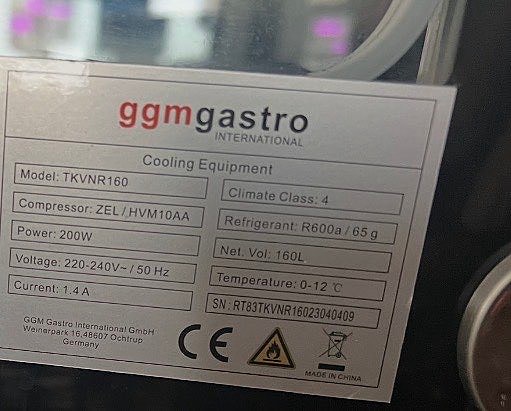 ggmgastro
INTERNATIONAL
Cooling Equipment
Model: TKVNR160
Compressor: ZEL / HVM10AA
Power: 200W
Voltage: 220-240V~ / 50 Hz
Current: 1.4 A
Climate Class: 4
Refrigerant: R600a / 65 g
Net. Vol: 160L
Temperature: 0-12 ℃
SN : RT83TKVNR16023040409
GGM Gastro International GmbH
Weinerpark 16,48607 Ochtrup
Germany
CE
MADE IN CHINA